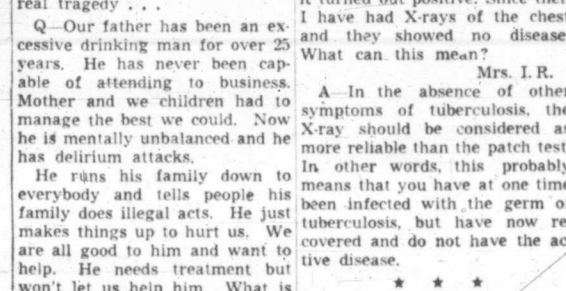 real tragedy . . .
Q—Our father has been an ex-
cessive drinking man for over 25
years. He has never been cap-
able of attending to business.
Mother and we children had to
manage the best we could. Now
he is mentally unbalanced and he
has delirium attacks.
He runs his family down to
everybody and tells people his
family does illegal acts. He just
makes things up to hurt us. We
are all good to him and want to
help. He needs treatment but
won't let us help him. What is
it turned out positive. Since then
I have had X-rays of the chest
and they showed no disease
What can this mean?
Mrs. I. R.
A—In the absence of other
symptoms of tuberculosis, the
X-ray should be considered as
more reliable than the patch test
In other words, this probably
means that you have at one time
been infected with the germ o
tuberculosis, but have now re
covered and do not have the ac
tive disease.
★ ★ ★